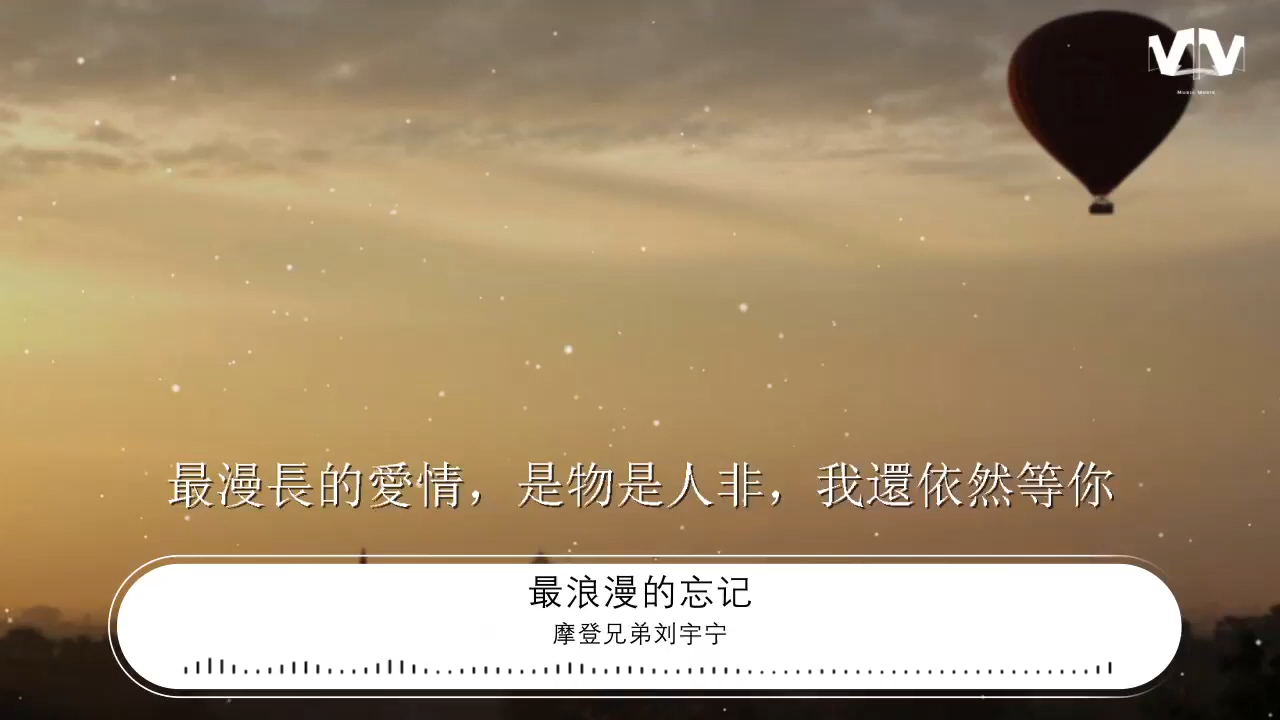 最漫長的愛情，是物是人非，我還依然等你
最浪漫的忘记
摩登兄弟刘宇宁